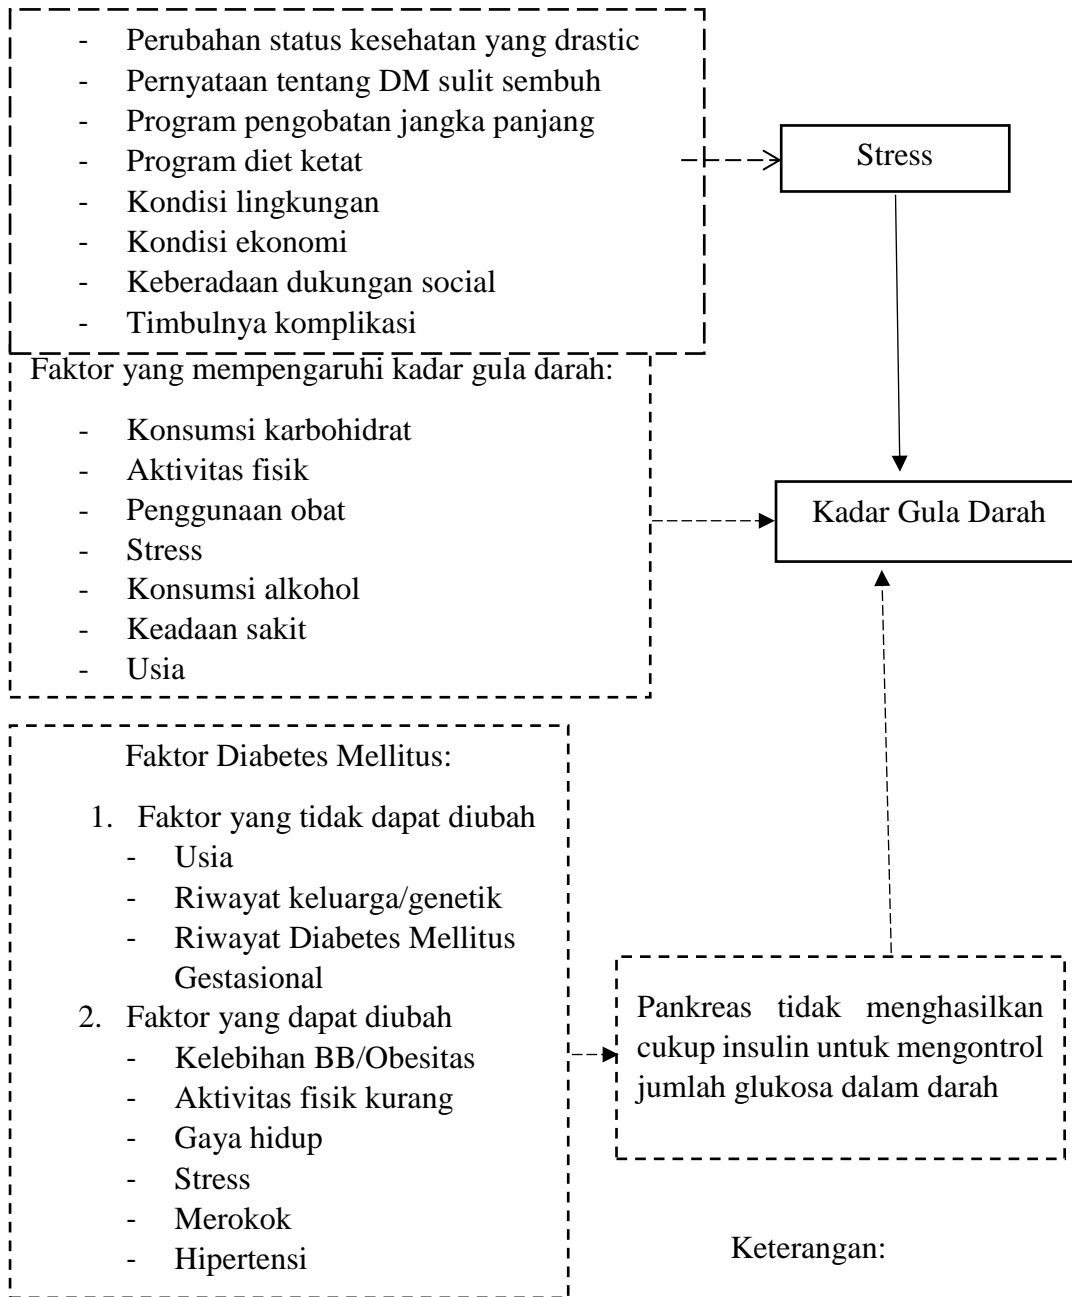 - Perubahan status kesehatan yang drastic
- Pernyataan tentang DM sulit sembuh
- Program pengobatan jangka panjang
- Program diet ketat
- Kondisi lingkungan
- Kondisi ekonomi
- Keberadaan dukungan social
- Timbulnya komplikasi
Stress
Faktor yang mempengaruhi kadar gula darah:
- Konsumsi karbohidrat
- Aktivitas fisik
- Penggunaan obat
- Stress
- Konsumsi alkohol
- Keadaan sakit
- Usia
Kadar Gula Darah
Faktor Diabetes Mellitus:
1. Faktor yang tidak dapat diubah
- Usia
- Riwayat keluarga/genetik
- Riwayat Diabetes Mellitus
Gestasional
2. Faktor yang dapat diubah
- Kelebihan BB/Obesitas
- Aktivitas fisik kurang
- Gaya hidup
- Stress
- Merokok
- Hipertensi
Pankreas tidak menghasilkan
cukup insulin untuk mengontrol
jumlah glukosa dalam darah
Keterangan: